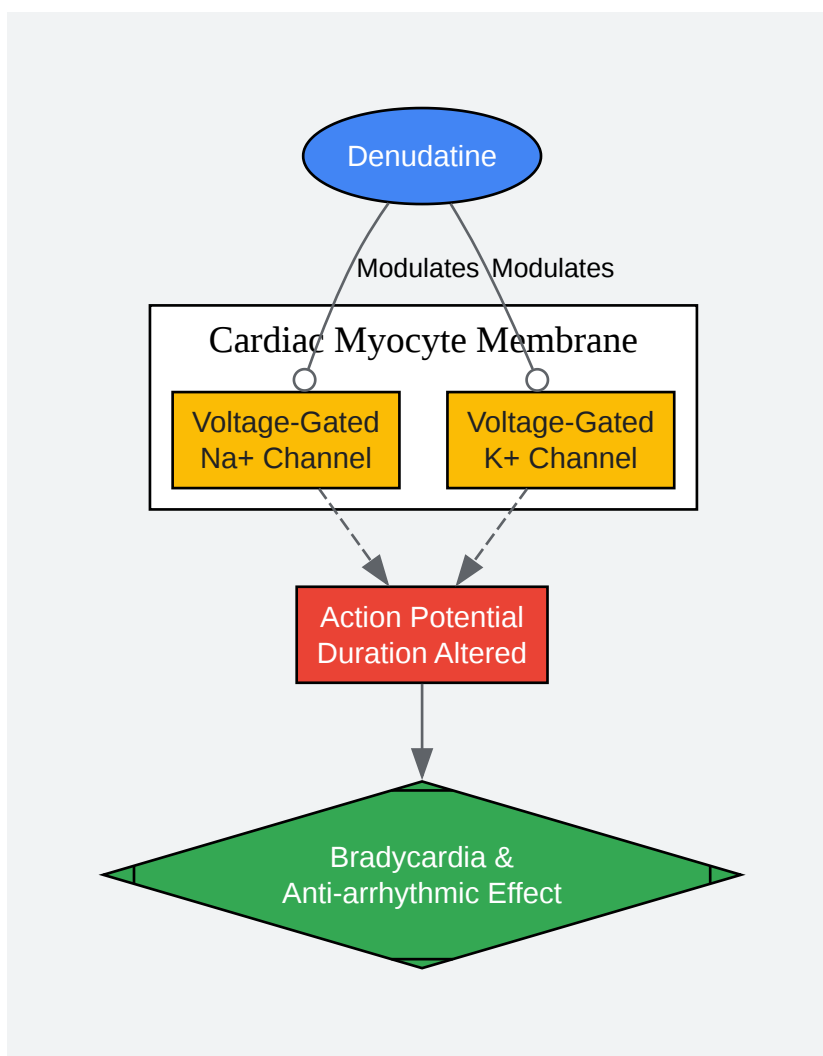 Denudatine
Modulates Modulates
Cardiac Myocyte Membrane
Voltage-Gated
Na+ Channel
Voltage-Gated
K+ Channel
Action Potential
Duration Altered
Bradycardia &
Anti-arrhythmic Effect